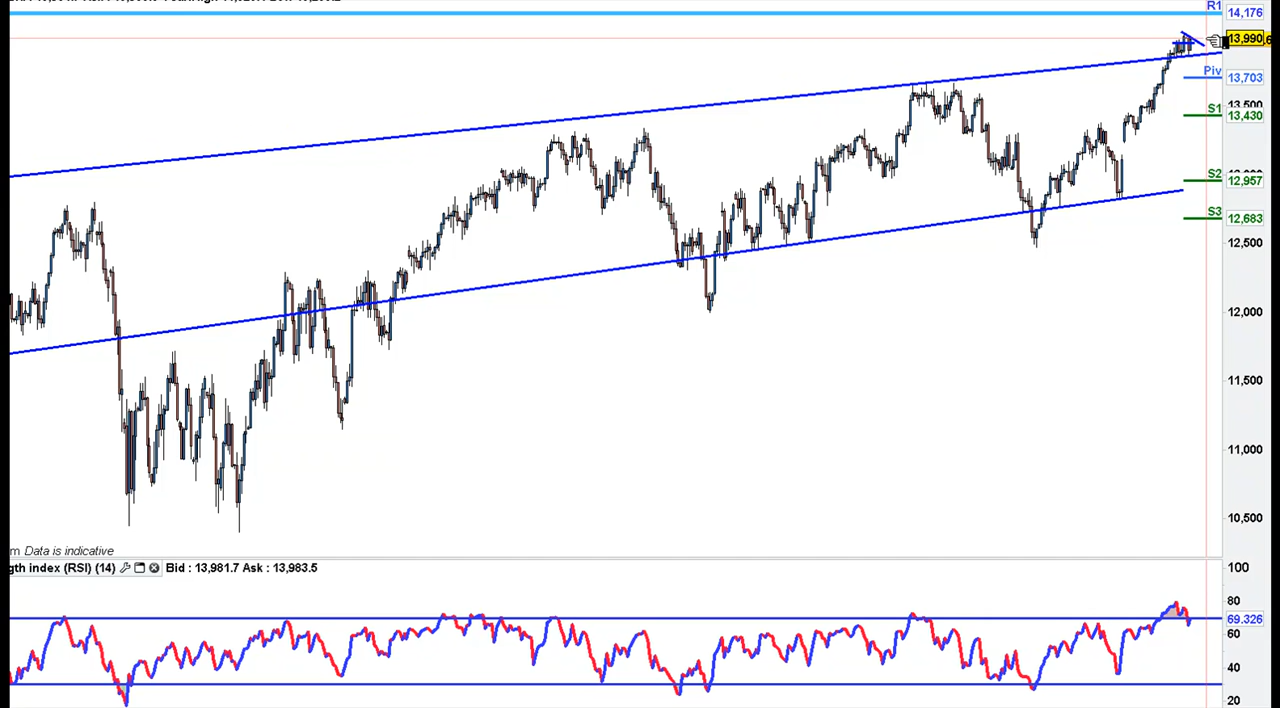 R1
14,176
13,990
Piv
13,703
13,500
S1
13,430
S2
12,957
S3
12,683
12,500
12,000
11,500
11,000
10,500
m Data is indicative
gth index (RSI) (14) Bid : 13,981.7 Ask : 13,983.5
100
80
69.326
60
40
20